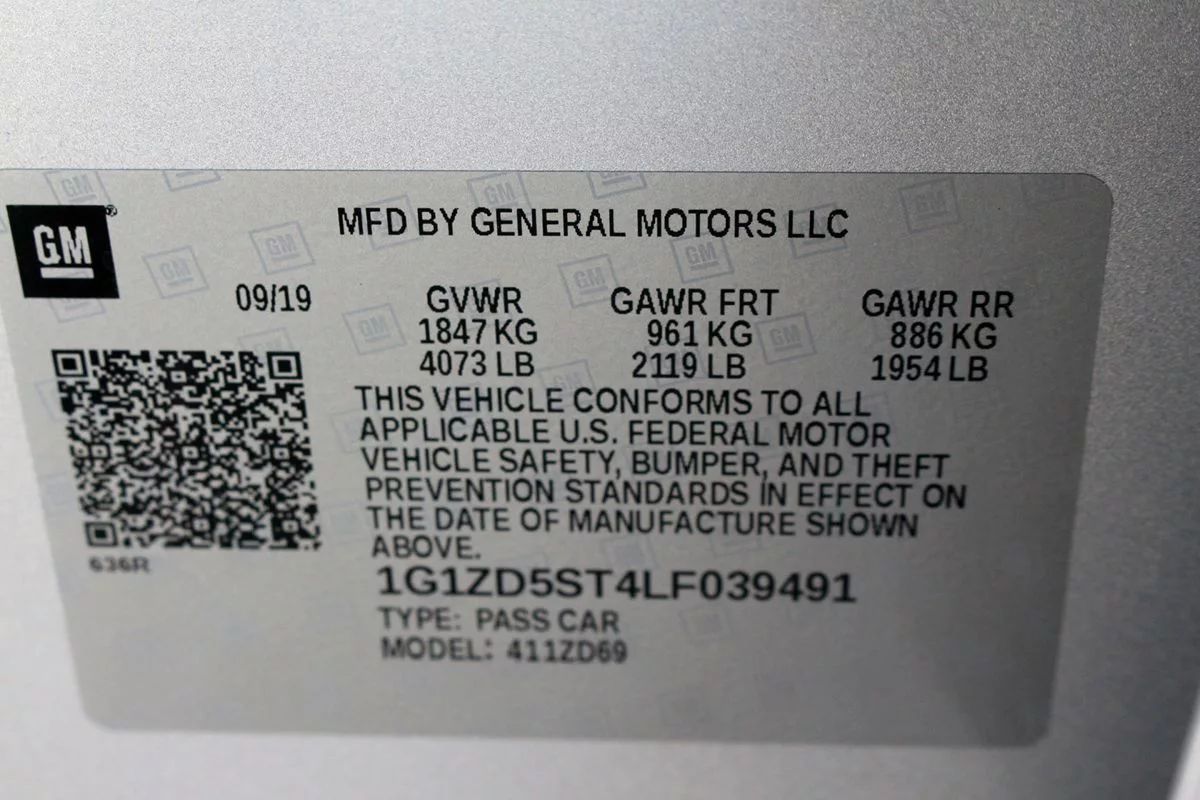 GM
MFD BY GENERAL MOTORS LLC
09/19 GVWR GAWR FRT GAWR RR
1847 KG 961 KG 886 KG
4073 LB 2119 LB 1954 LB
THIS VEHICLE CONFORMS TO ALL
APPLICABLE U.S. FEDERAL MOTOR
VEHICLE SAFETY, BUMPER, AND THEFT
PREVENTION STANDARDS IN EFFECT ON
THE DATE OF MANUFACTURE SHOWN
ABOVE.
636R
1G1ZD5ST4LF039491
TYPE: PASS CAR
MODEL: 411ZD69